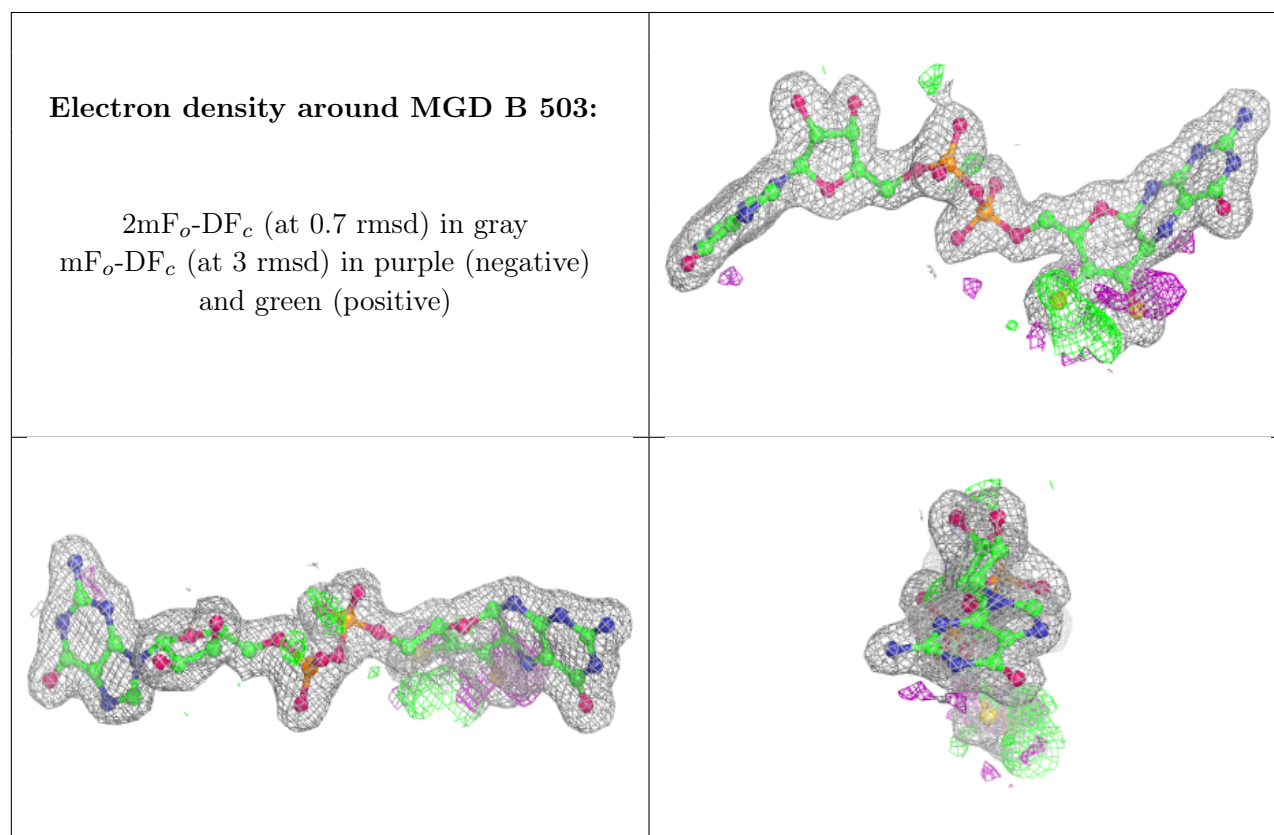 Electron density around MGD B 503:
2mFo-DFc (at 0.7 rmsd) in gray
mFo-DFc (at 3 rmsd) in purple (negative)
and green (positive)